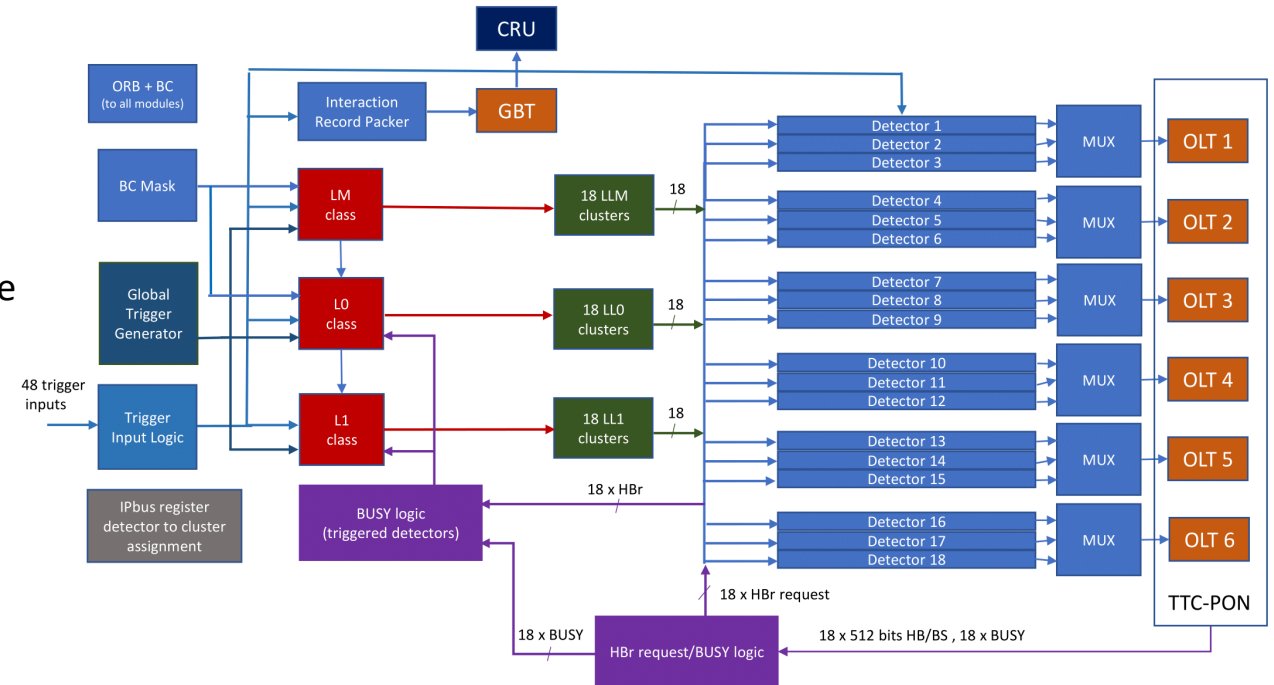 CRU
ORB + BC
(to all modules)
Interaction
Record Packer
GBT
Detector 1
Detector 2
Detector 3
MUX
OLT 1
BC Mask
LM
class
18 LLM
clusters
18
Detector 4
Detector 5
Detector 6
MUX
OLT 2
e
Global
Trigger
Generator
L0
class
18 LL0
clusters
18
Detector 7
Detector 8
Detector 9
MUX
OLT 3
48 trigger
inputs
Trigger
Input Logic
L1
class
18 LL1
clusters
18
Detector 10
Detector 11
Detector 12
MUX
OLT 4
Detector 13
Detector 14
Detector 15
MUX
OLT 5
IPbus register
detector to cluster
assignment
BUSY logic
(triggered detectors)
18 x HBr
Detector 16
Detector 17
Detector 18
MUX
OLT 6
TTC-PON
18 x HBr request
18 x BUSY
HBr request/BUSY logic
18 x 512 bits HB/BS , 18 x BUSY